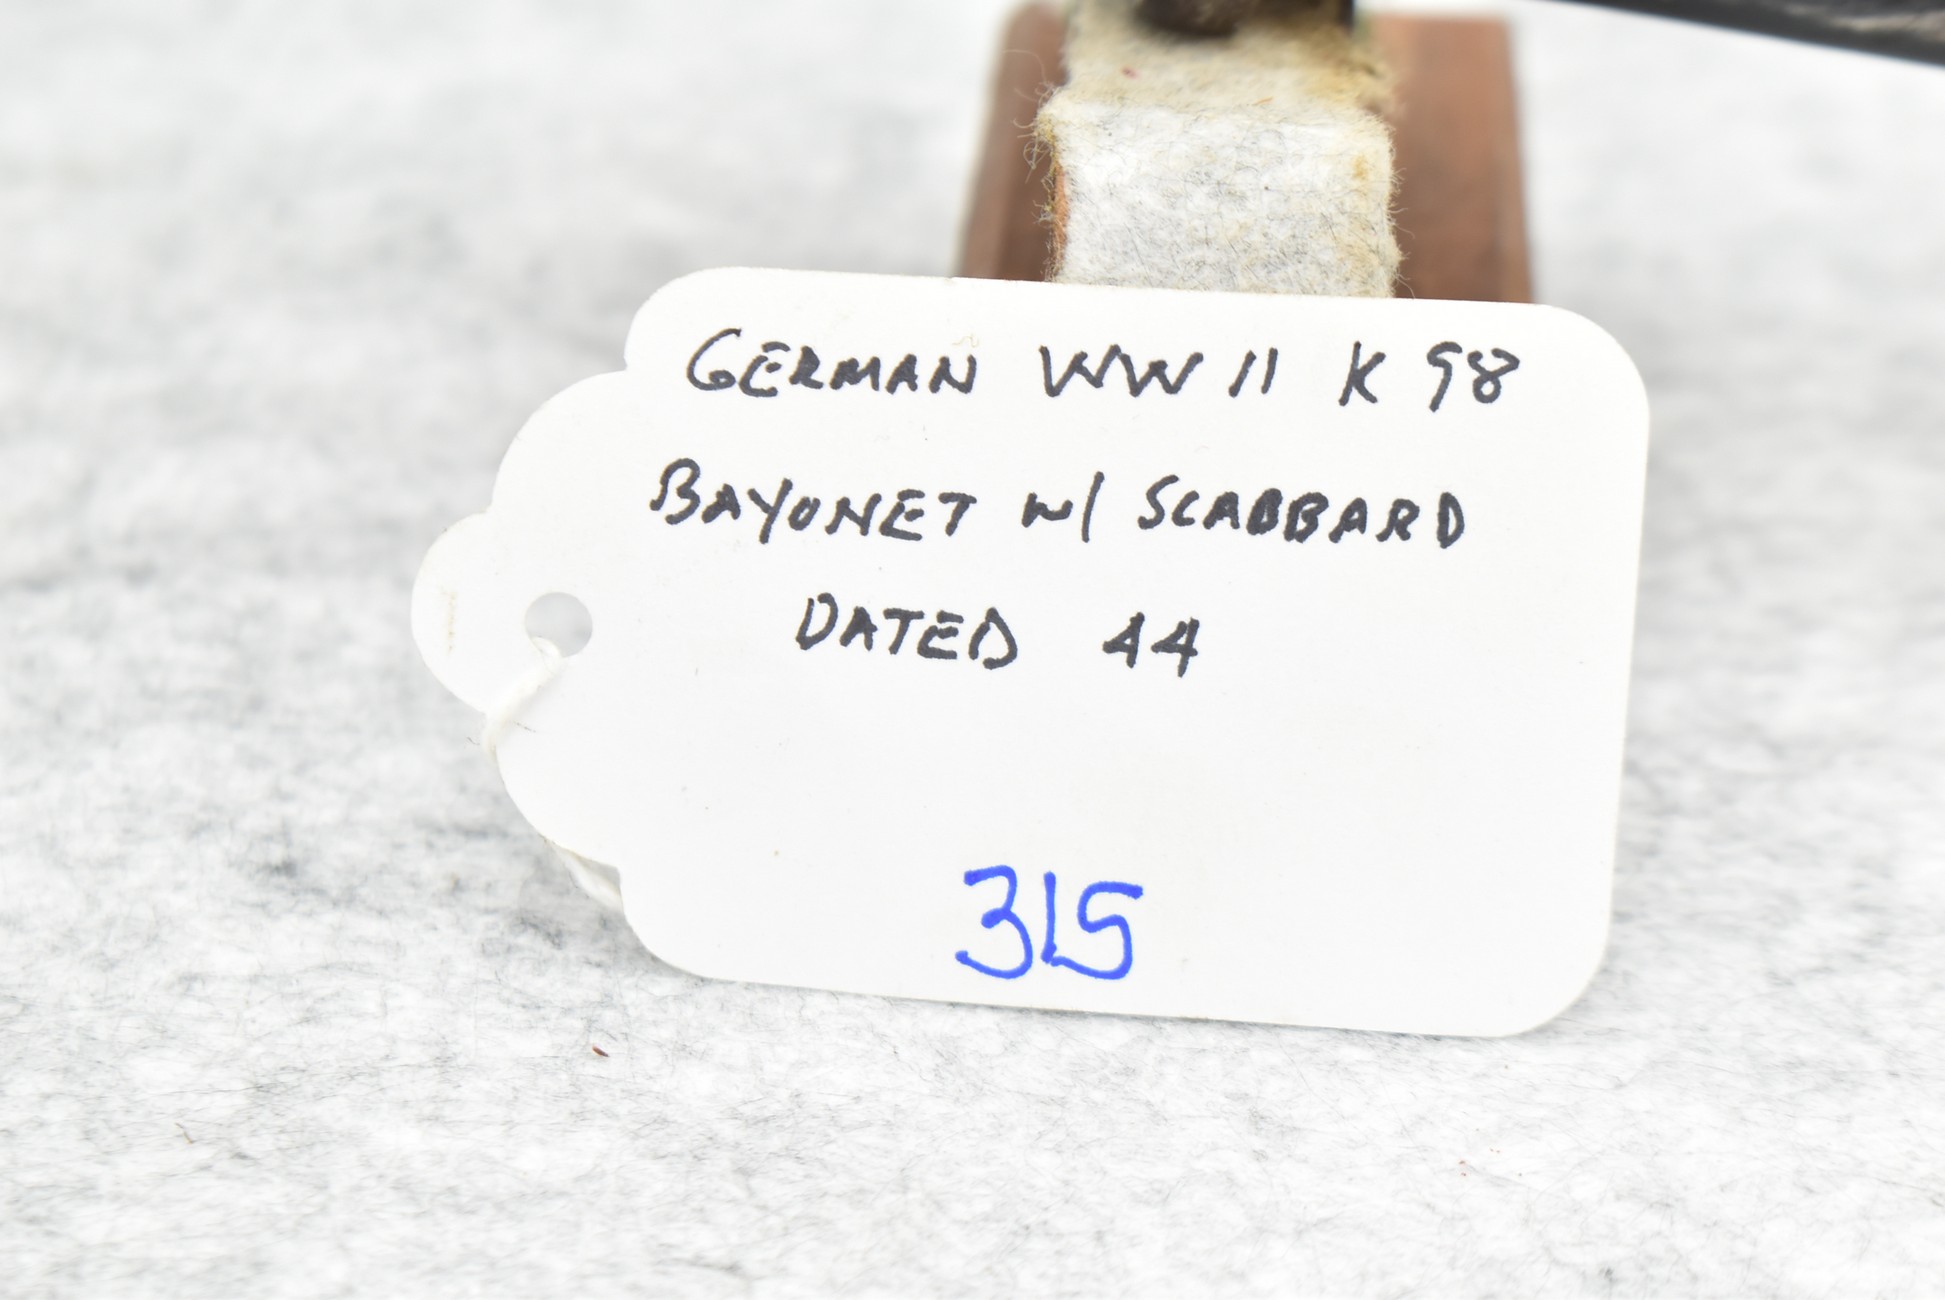 GERMAN WW II K 98
BAYONET W/ SCABBARD
DATED 44
315